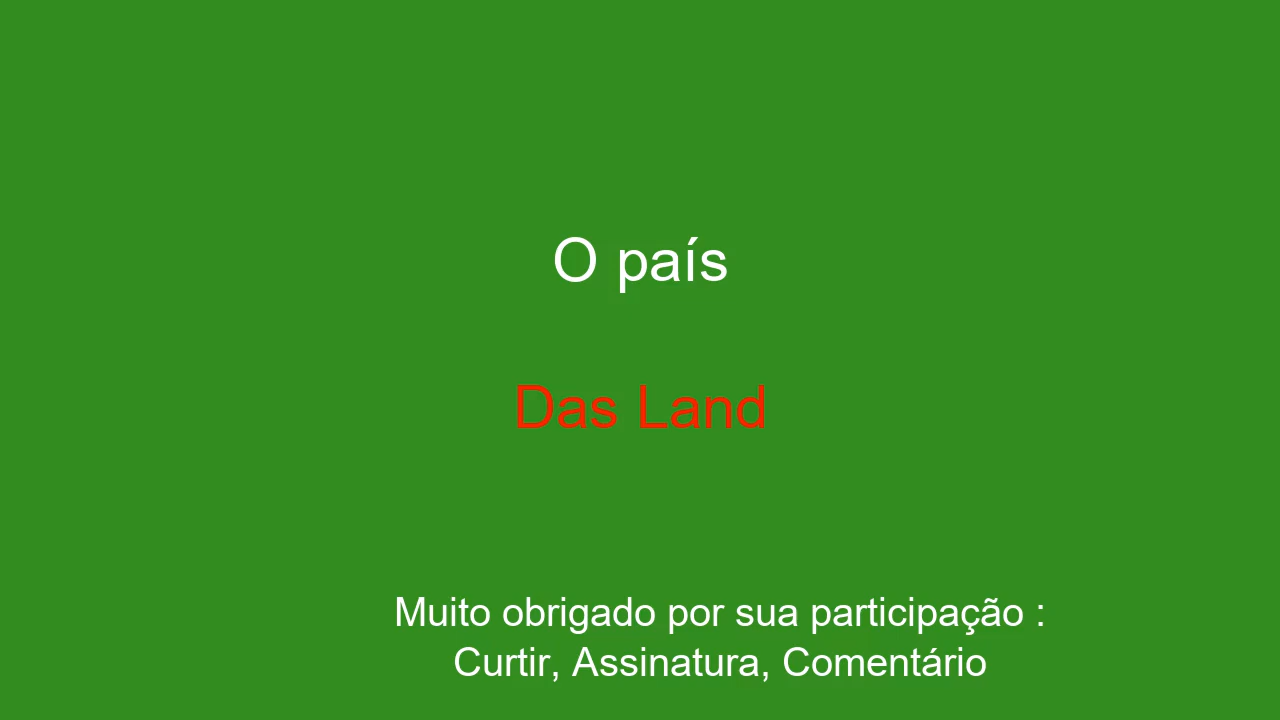 O país
Das Land
Muito obrigado por sua participação :
Curtir, Assinatura, Comentário